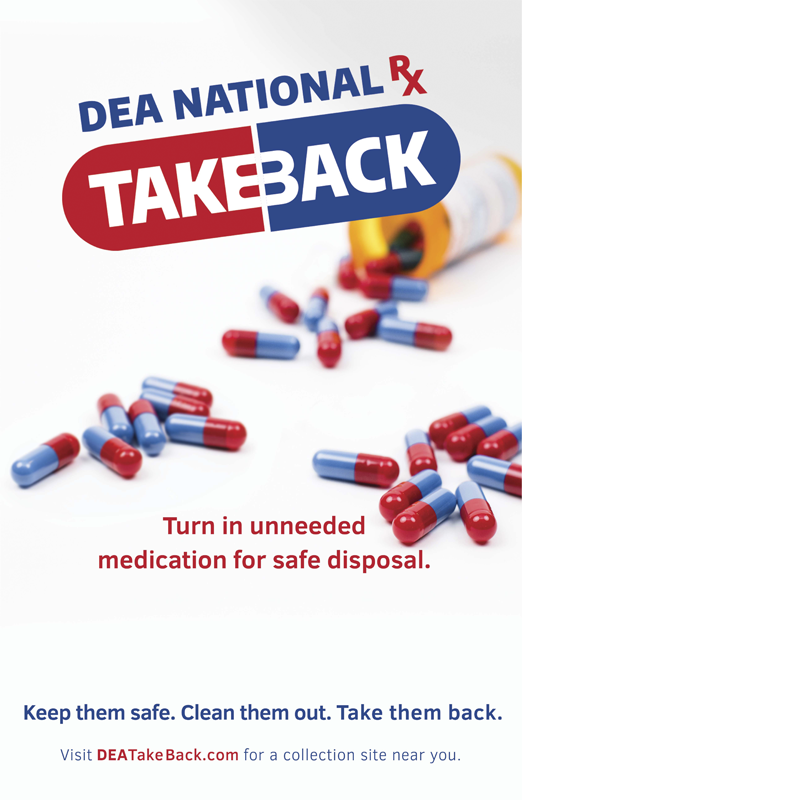 DEA NATIONAL Rx
TAKEBACK
Turn in unneeded
medication for safe disposal.
Keep them safe. Clean them out. Take them back.
Visit DEATakeBack.com for a collection site near you.